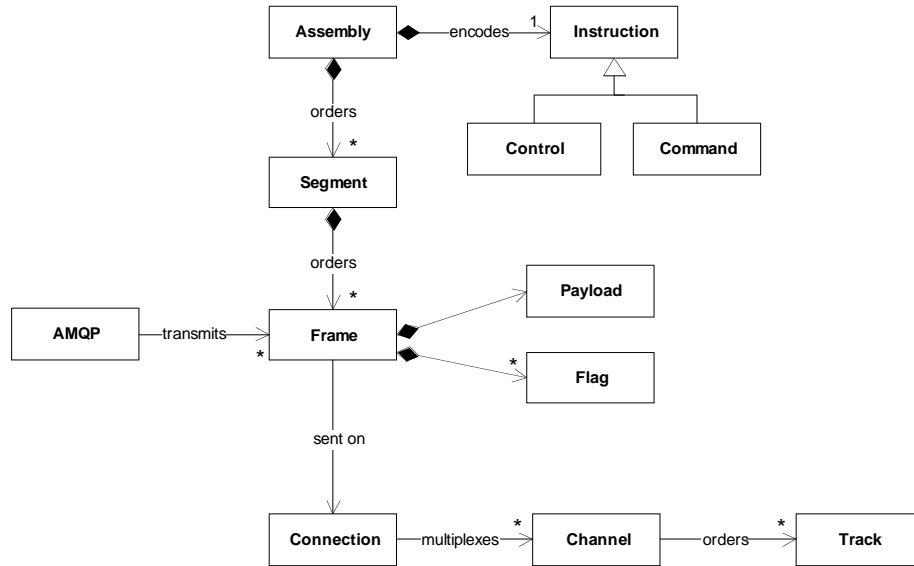 Assembly
encodes
1
Instruction
orders
*
Control
Command
Segment
orders
*
Payload
AMQP
transmits
*
Frame
*
Flag
sent on
Connection
multiplexes
*
Channel
orders
*
Track